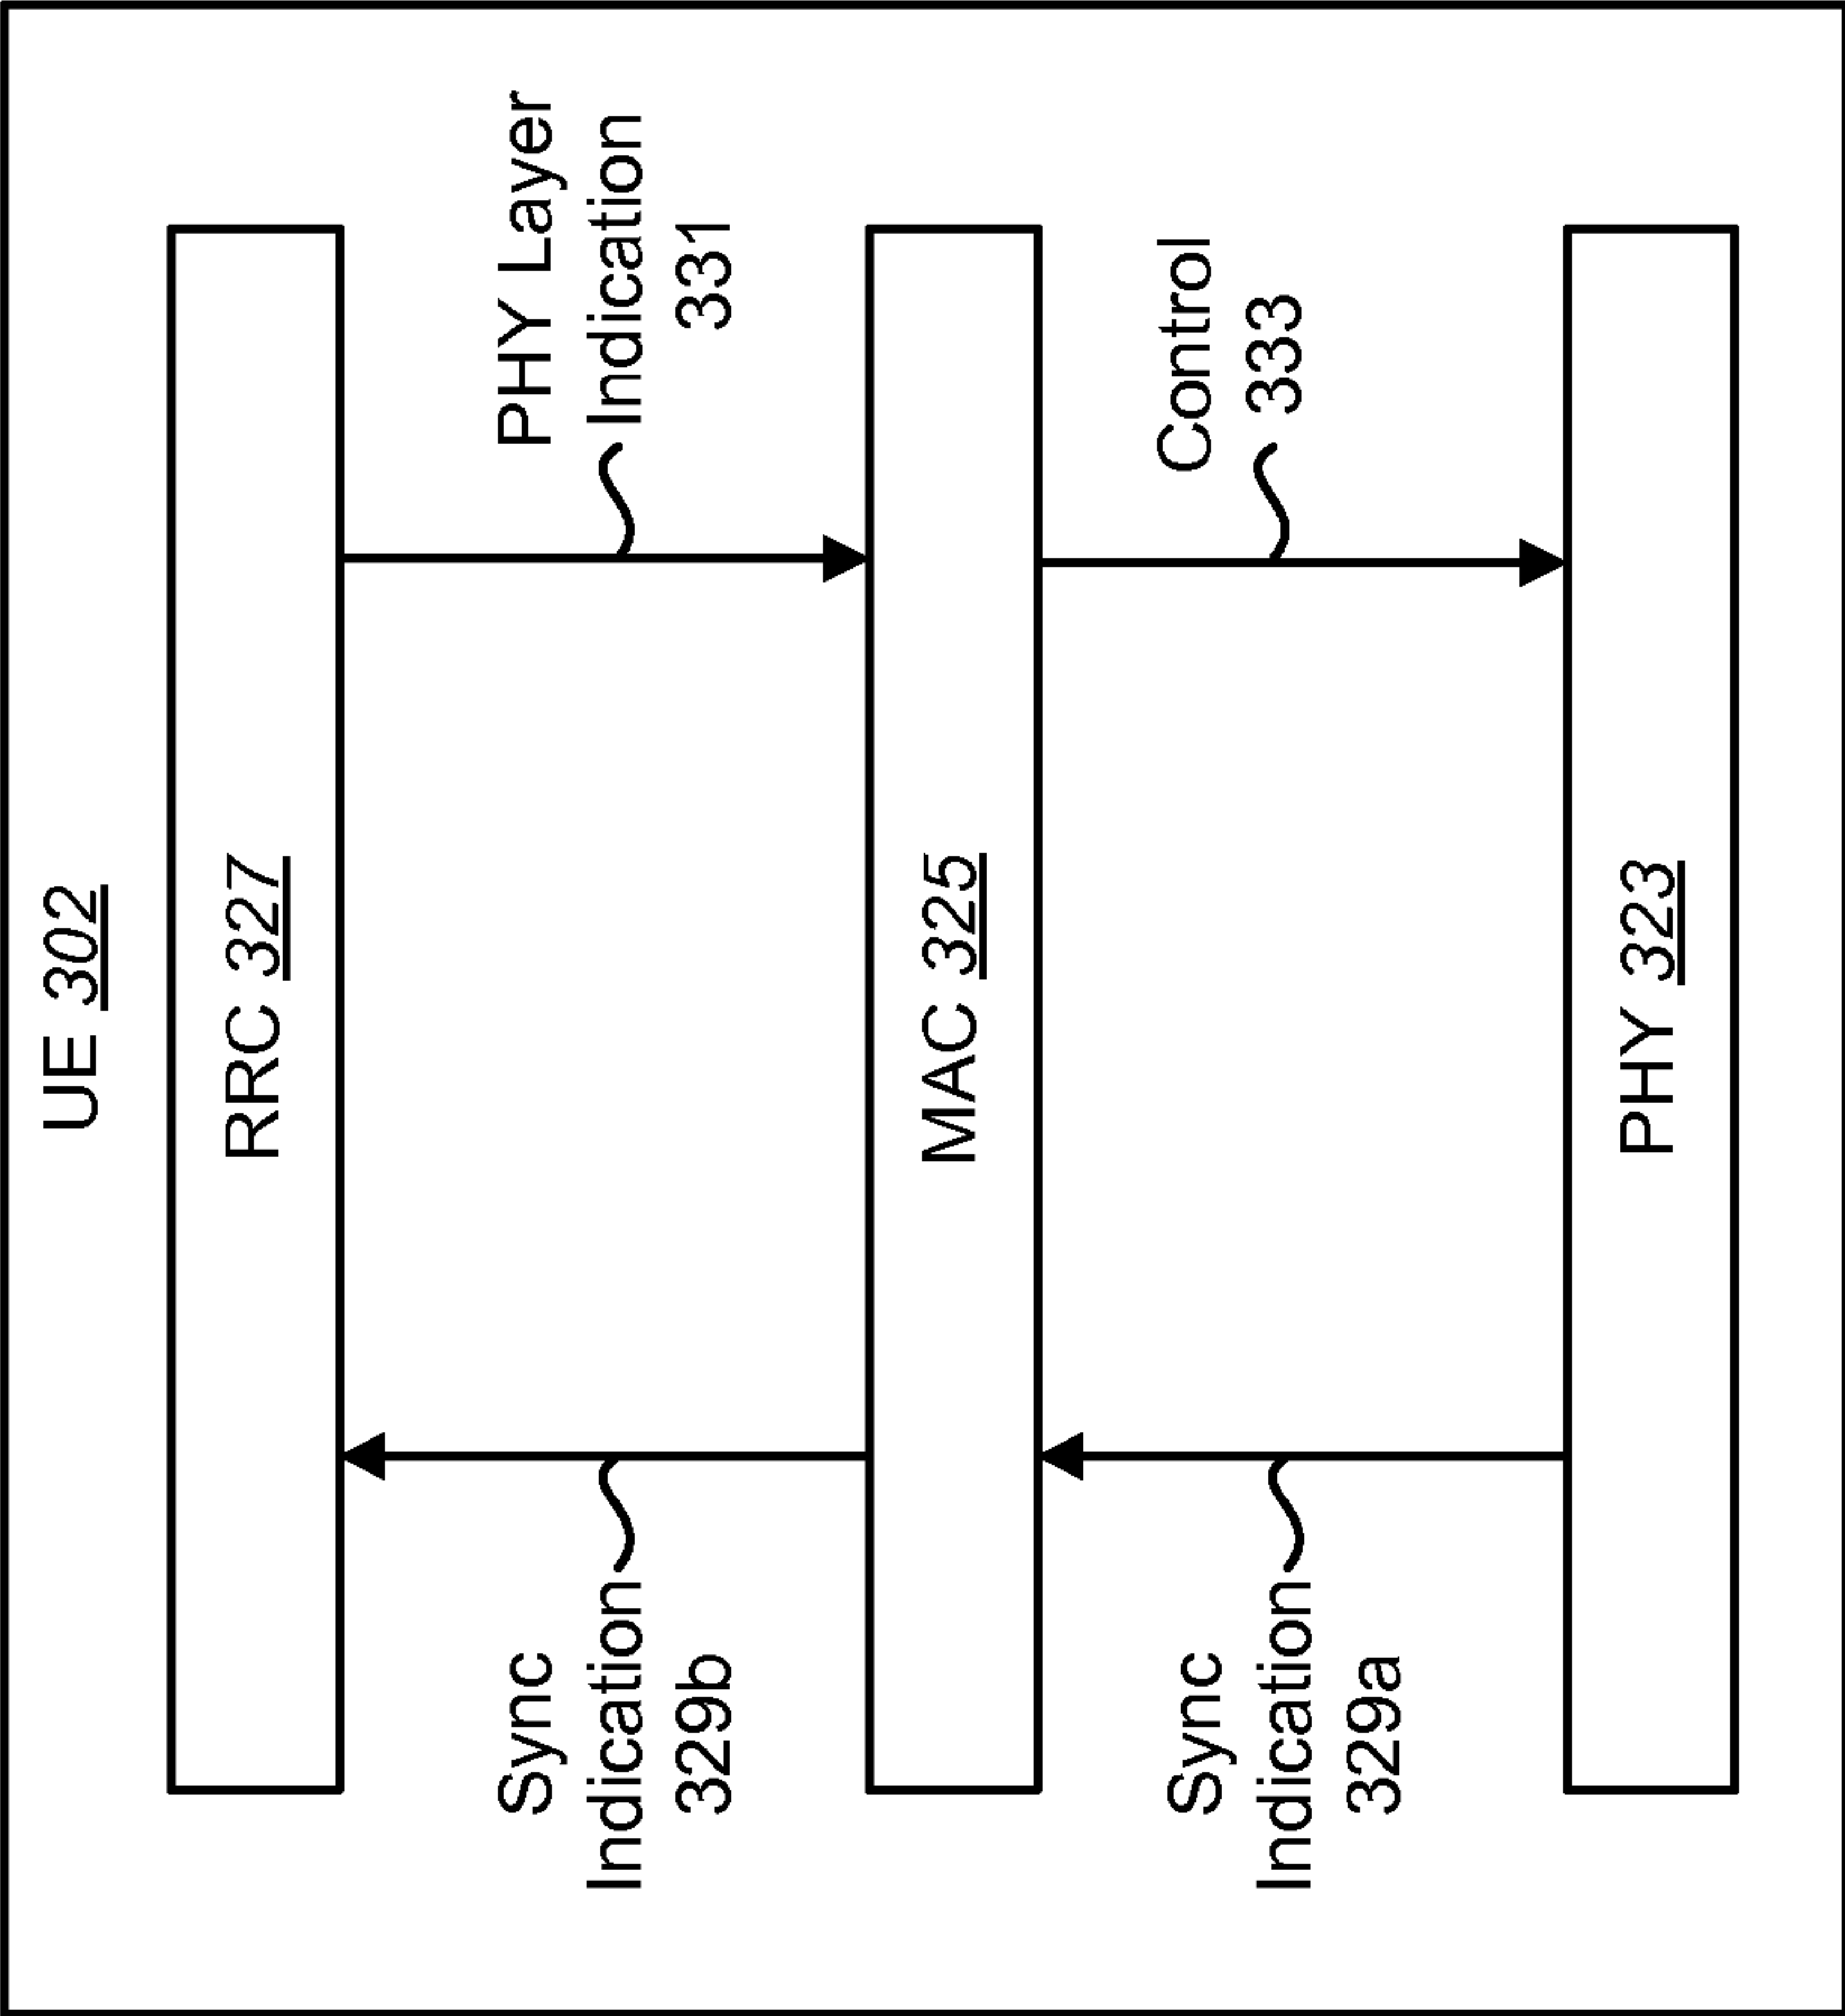 UE 302
RRC 327
Sync
Indication
329b
PHY Layer
Indication
331
MAC 325
Sync
Indication
329a
Control
333
PHY 323